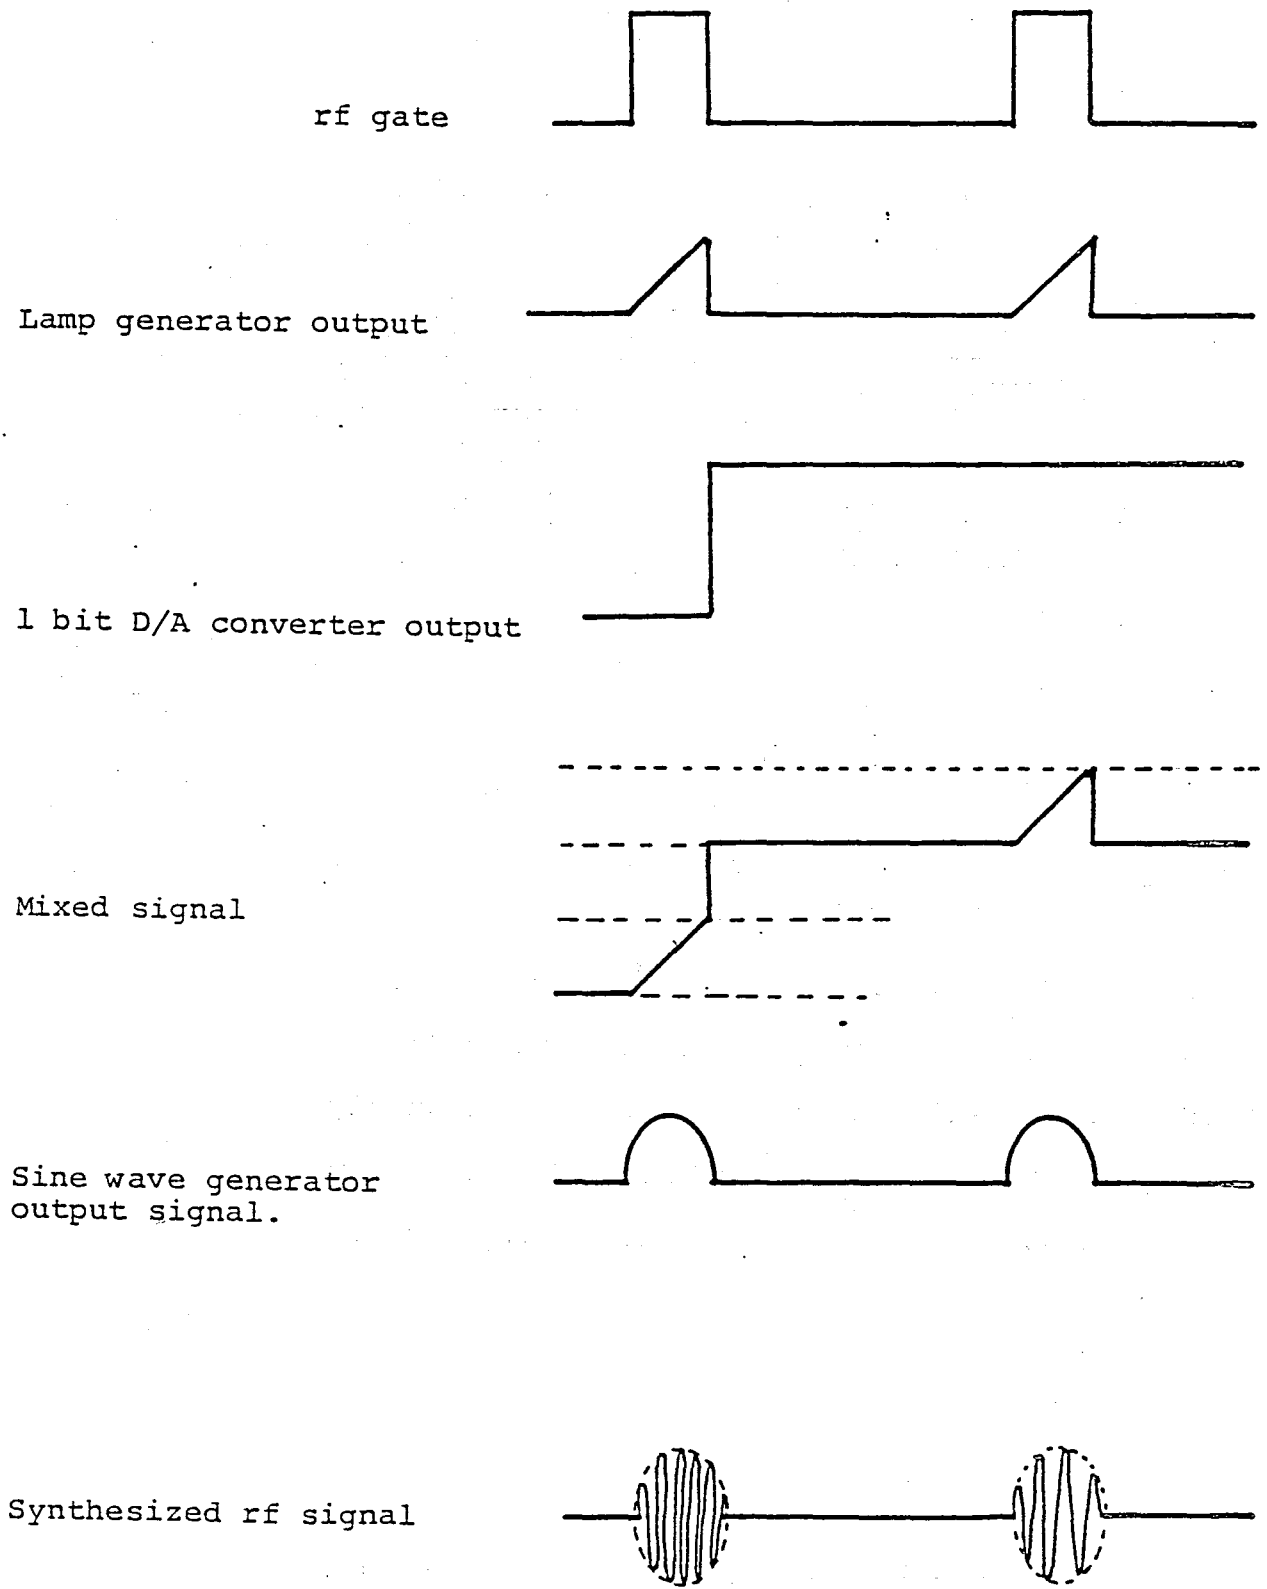 rf gate
Lamp generator output
1 bit D/A converter output
Mixed signal
Sine wave generator
output signal.
Synthesized rf signal